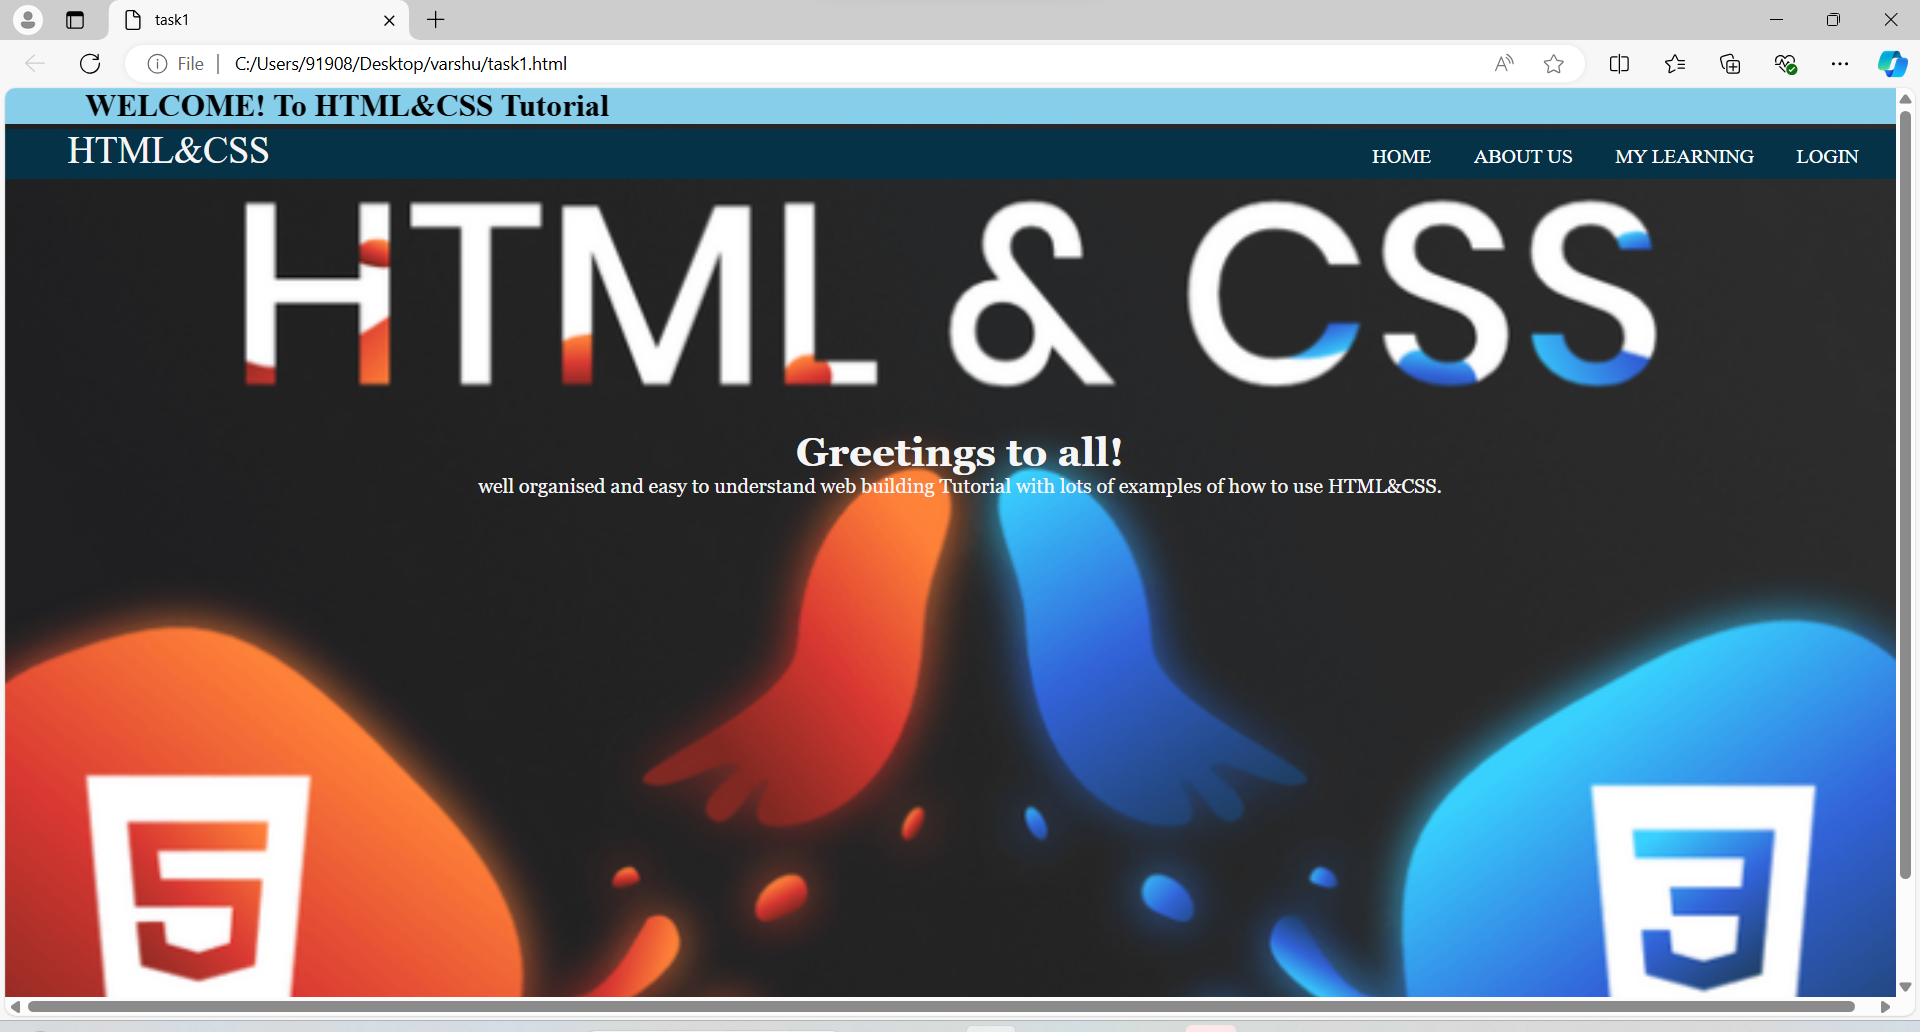 task1
File
C:/Users/91908/Desktop/varshu/task1.html
WELCOME! To HTML&CSS Tutorial
HTML&CSS
HOME
ABOUT US
MY LEARNING
LOGIN
HTML & CSS
Greetings to all!
well organised and easy to understand web building Tutorial with lots of examples of how to use HTML&CSS.
5
3